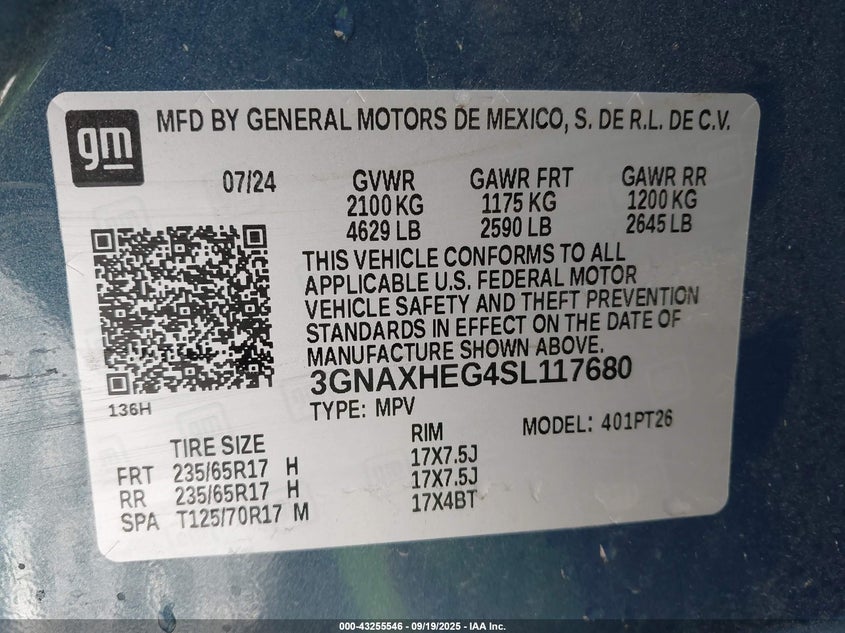 gm
MFD BY GENERAL MOTORS DE MEXICO, S. DE R.L. DE C.V.
07/24 GVWR GAWR FRT GAWR RR
2100 KG 1175 KG 1200 KG
4629 LB 2590 LB 2645 LB
THIS VEHICLE CONFORMS TO ALL
APPLICABLE U.S. FEDERAL MOTOR
VEHICLE SAFETY AND THEFT PREVENTION
STANDARDS IN EFFECT ON THE DATE OF
MANUFACTURE SHOWN ABOVE.
3GNAXHEG4SL117680
136H
TYPE: MPV
MODEL: 401PT26
TIRE SIZE RIM
FRT 235/65R17 H 17X7.5J
RR 235/65R17 H 17X7.5J
SPA T125/70R17 M 17X4BT
000-43255546 - 09/19/2025 - IAA Inc.